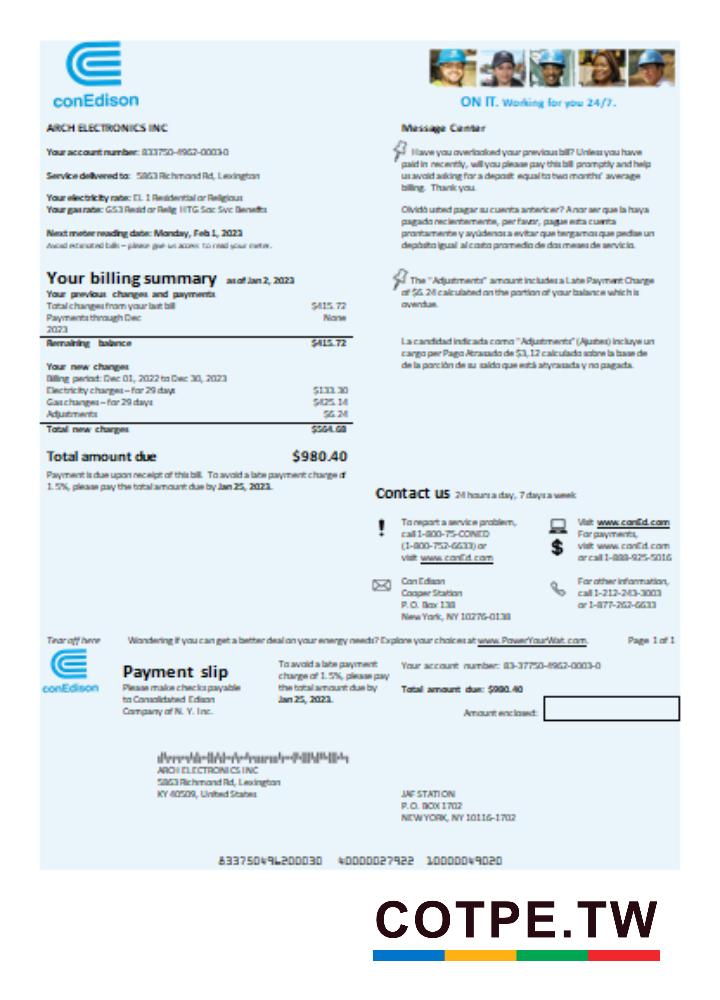 conEdison
ON IT. Working for you 24/7.
ARCH ELECTRONICS INC
Your account number: 833750-4962-0003-0
Service delivered to: 5863 Richmond Rd, Lexington
Your electricity rate: EL 1 Residential or Religious
Your gas rate: GS3 Resid or Relig HTG Soc Svc Benefits
Next meter reading date: Monday, Feb 1, 2023
Avoid estimated bills – please give us access to read your meter.
Your billing summary as of Jan 2, 2023
Your previous changes and payments
Total changes from your last bill $415.72
Payments through Dec None
2023
Remaining balance $415.72
Your new changes
Billing period: Dec 01, 2022 to Dec 30, 2023
Electricity charges – for 29 days $133.30
Gas changes – for 29 days $425.14
Adjustments $6.24
Total new charges $564.68
Total amount due $980.40
Payment is due upon receipt of this bill. To avoid a late payment charge of
1.5%, please pay the total amount due by Jan 25, 2023.
Message Center
Have you overlooked your previous bill? Unless you have
paid in recently, will you please pay this bill promptly and help
us avoid asking for a deposit equal to two months' average
billing. Thank you.
Olvidó usted pagar su cuenta antericer? A nor ser que la haya
pagado recientemente, per favor, pague esta cuenta
prontamente y ayúdenos a evitar que tergamos que pedise un
depósito igual al costo promedio de dos meses de servicio.
The "Adjustments" amount includes a Late Payment Charge
of $6.24 calculated on the portion of your balance which is
overdue.
La candidad indicada como "Adjustments" (Ajustes) incluye un
cargo per Pago Atrasado de $3,12 calculado sobre la base de
de la porción de su saldo que está atyrasada y no pagada.
Contact us 24 hours a day, 7 days a week
To report a service problem,
call 1-800-75-CONED
(1-800-752-6633) or
visit www.conEd.com
Visit www.conEd.com
For payments,
visit www.conEd.com
or call 1-888-925-5016
Con Edison
Cooper Station
P.O. Box 138
New York, NY 10276-0138
For other information,
call 1-212-243-3003
or 1-877-262-6633
Tear off here Wondering if you can get a better deal on your energy needs? Explore your choices at www.PowerYourWat.com. Page 1 of 1
conEdison
Payment slip
Please make checks payable
to Consolidated Edison
Company of N. Y. Inc.
To avoid a late payment
charge of 1.5%, please pay
the total amount due by
Jan 25, 2023.
Your account number: 83-37750-4962-0003-0
Total amount due: $980.40
Amount enclosed:
ARCH ELECTRONICS INC
5863 Richmond Rd, Lexington
KY 40509, United States
JAF STATION
P.O. BOX 1702
NEW YORK, NY 10116-1702
833750496200030 40000027922 10000049020
COTPE.TW